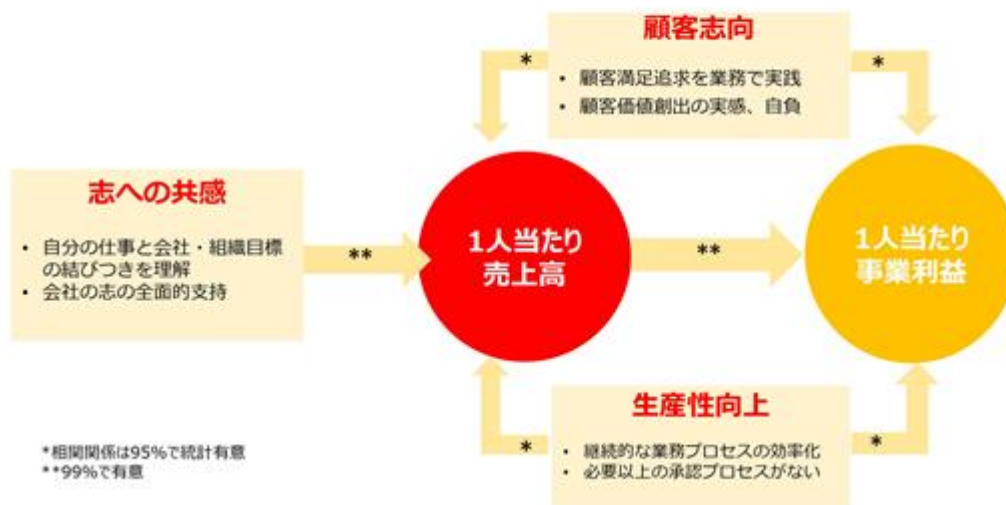 顧客志向
• 顧客満足追求を業務で実践
• 顧客価値創出の実感、自負
*
*
志への共感
• 自分の仕事と会社・組織目標
の結びつきを理解
• 会社の志の全面的支持
**
1人当たり
売上高
**
1人当たり
事業利益
生産性向上
• 継続的な業務プロセスの効率化
• 必要以上の承認プロセスがない
*
*
*相関関係は95%で統計有意
**99%で有意